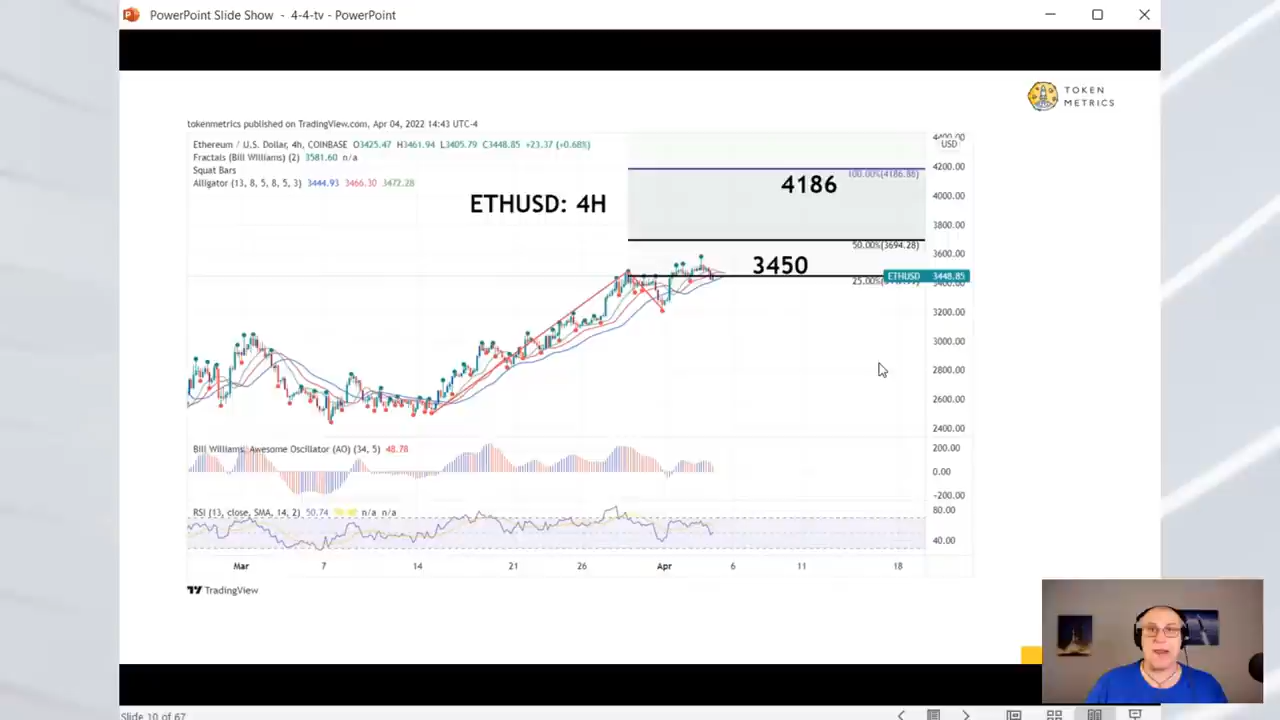 PowerPoint Slide Show - 4-4-tv - PowerPoint
TOKEN
METRICS
tokenmetrics published on TradingView.com, Apr 04, 2022 14:43 UTC-4
Ethereum / U.S. Dollar, 4h, COINBASE O3425.47 H3461.94 L3405.79 C3448.85 +23.37 (+0.68%)
Fractals (Bill Williams) (2) 3581.60 n/a
Squat Bars
Alligator (13, 8, 5, 8, 5, 3) 3444.93 3466.30 3472.28
ETHUSD: 4H
4400.00
USD
4200.00
100.00%(4186.88)
4186
4000.00
3800.00
50.00%(3694.28)
3600.00
3450
ETHUSD 3448.85
25.00%
3400.00
3200.00
3000.00
2800.00
2600.00
2400.00
Bill Williams: Awesome Oscillator (AO) (34, 5) 48.78
200.00
0.00
-200.00
RSI (13, close, SMA, 14, 2) 50.74 n/a n/a
80.00
40.00
Mar 7 14 21 26 Apr 6 11 18
TradingView
Slide 10 of 67